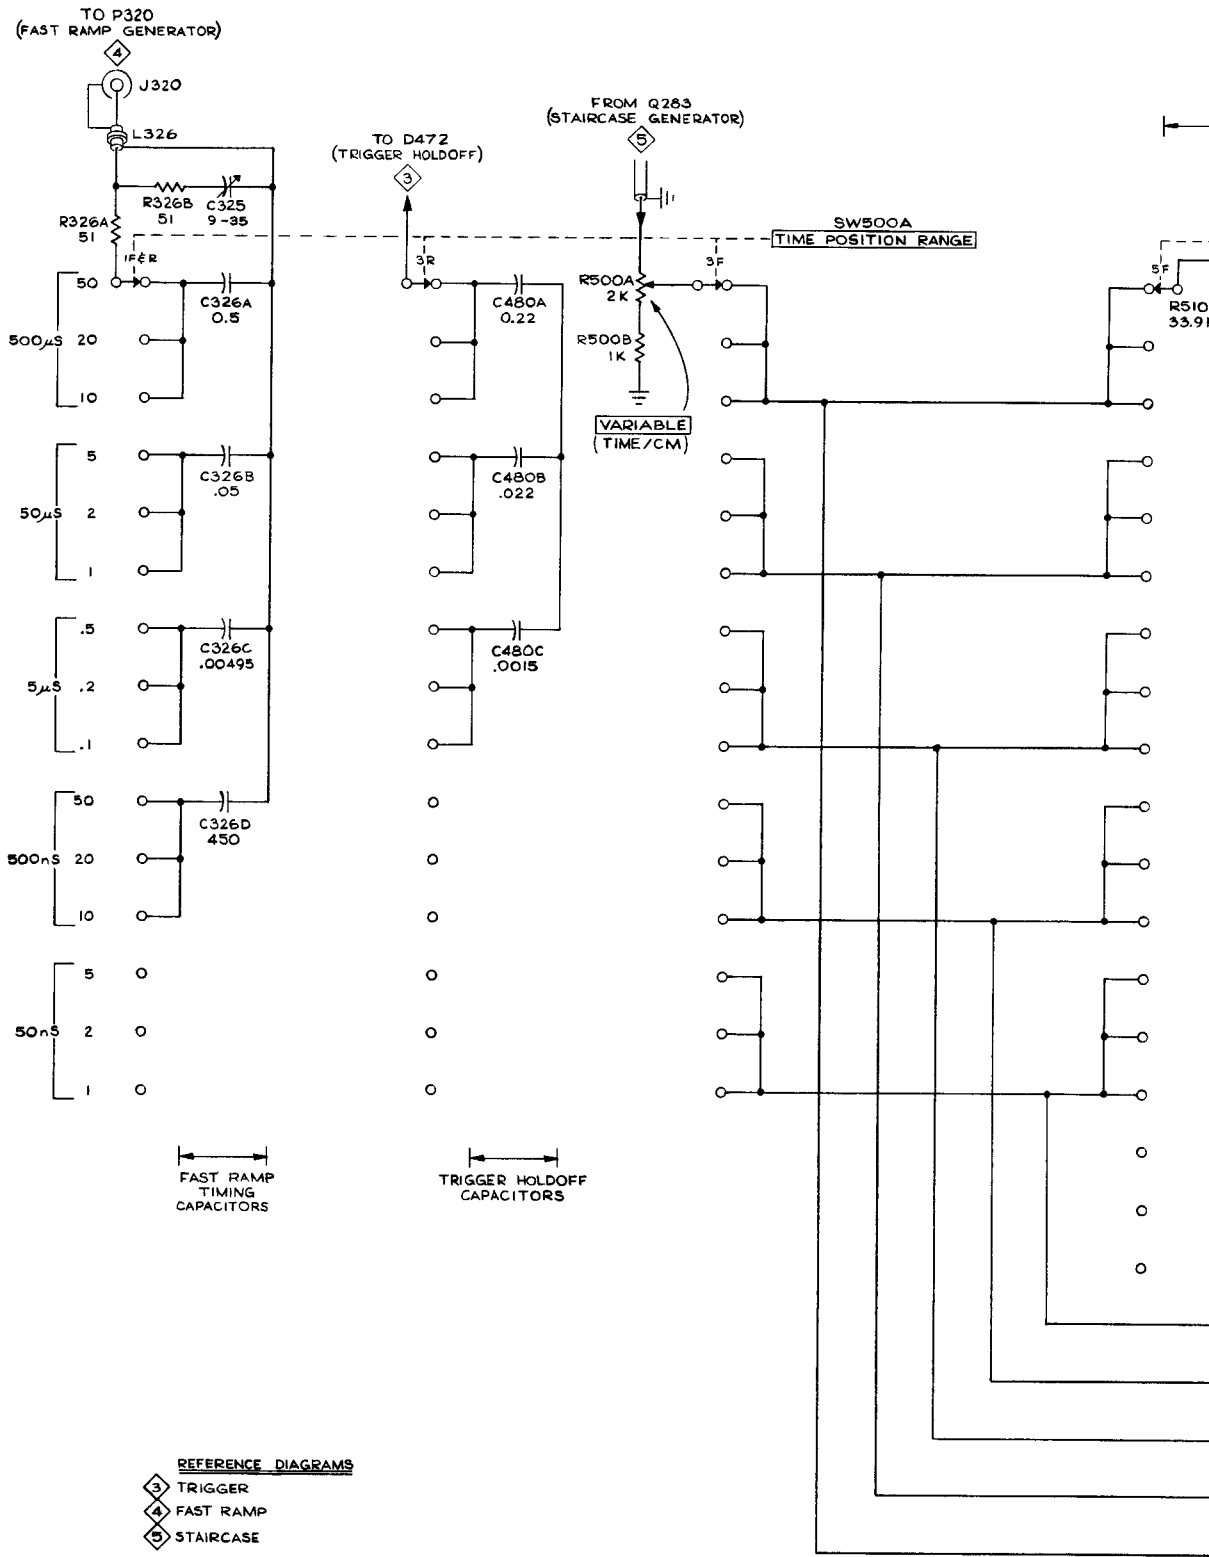 TO P320
(FAST RAMP GENERATOR)
4
J320
L326
R326B
51
C325
9-35
R326A
51
1F&R
TO D472
(TRIGGER HOLDOFF)
3
3R
FROM Q283
(STAIRCASE GENERATOR)
5
SW500A
TIME POSITION RANGE
3F
5F
R500A
2K
R500B
1K
VARIABLE
(TIME/CM)
R510
33.91
500µS
50
20
10
C326A
0.5
C480A
0.22
50µS
5
2
1
C326B
.05
C480B
.022
5µS
.5
.2
.1
C326C
.00495
C480C
.0015
500nS
50
20
10
C326D
450
50nS
5
2
1
FAST RAMP
TIMING
CAPACITORS
TRIGGER HOLDOFF
CAPACITORS
REFERENCE DIAGRAMS
3 TRIGGER
4 FAST RAMP
5 STAIRCASE